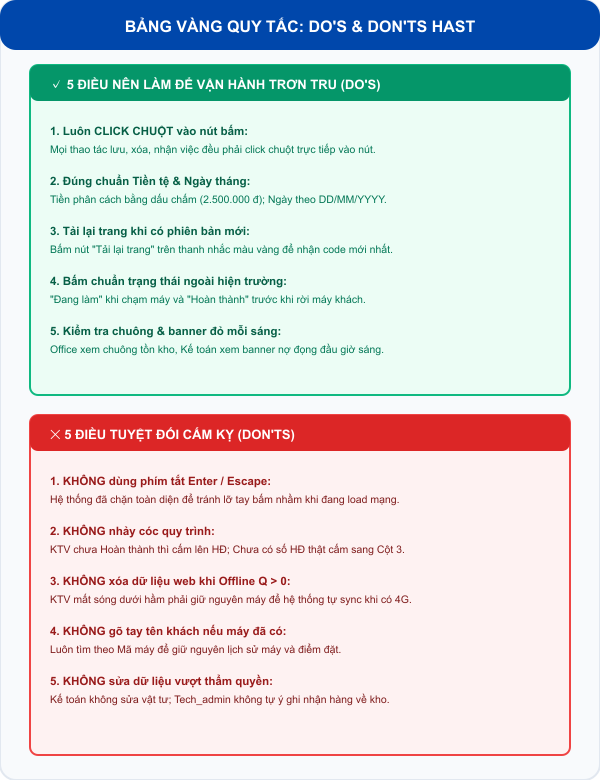 BẢNG VÀNG QUY TẮC: DO'S & DON'TS HAST
✓ 5 ĐIỀU NÊN LÀM ĐỂ VẬN HÀNH TRƠN TRU (DO'S)
1. Luôn CLICK CHUỘT vào nút bấm:
Mọi thao tác lưu, xóa, nhận việc đều phải click chuột trực tiếp vào nút.
2. Đúng chuẩn Tiền tệ & Ngày tháng:
Tiền phân cách bằng dấu chấm (2.500.000 đ); Ngày theo DD/MM/YYYY.
3. Tải lại trang khi có phiên bản mới:
Bấm nút "Tải lại trang" trên thanh nhắc màu vàng để nhận code mới nhất.
4. Bấm chuẩn trạng thái ngoài hiện trường:
"Đang làm" khi chạm máy và "Hoàn thành" trước khi rời máy khách.
5. Kiểm tra chuông & banner đỏ mỗi sáng:
Office xem chuông tồn kho, Kế toán xem banner nợ đọng đầu giờ sáng.
✕ 5 ĐIỀU TUYỆT ĐỐI CẤM KỴ (DON'TS)
1. KHÔNG dùng phím tắt Enter / Escape:
Hệ thống đã chặn toàn diện để tránh lỡ tay bấm nhầm khi đang load mạng.
2. KHÔNG nhảy cóc quy trình:
KTV chưa Hoàn thành thì cấm lên HĐ; Chưa có số HĐ thật cấm sang Cột 3.
3. KHÔNG xóa dữ liệu web khi Offline Q > 0:
KTV mất sóng dưới hầm phải giữ nguyên máy để hệ thống tự sync khi có 4G.
4. KHÔNG gõ tay tên khách nếu máy đã có:
Luôn tìm theo Mã máy để giữ nguyên lịch sử máy và điểm đặt.
5. KHÔNG sửa dữ liệu vượt thẩm quyền:
Kế toán không sửa vật tư; Tech_admin không tự ý ghi nhận hàng về kho.